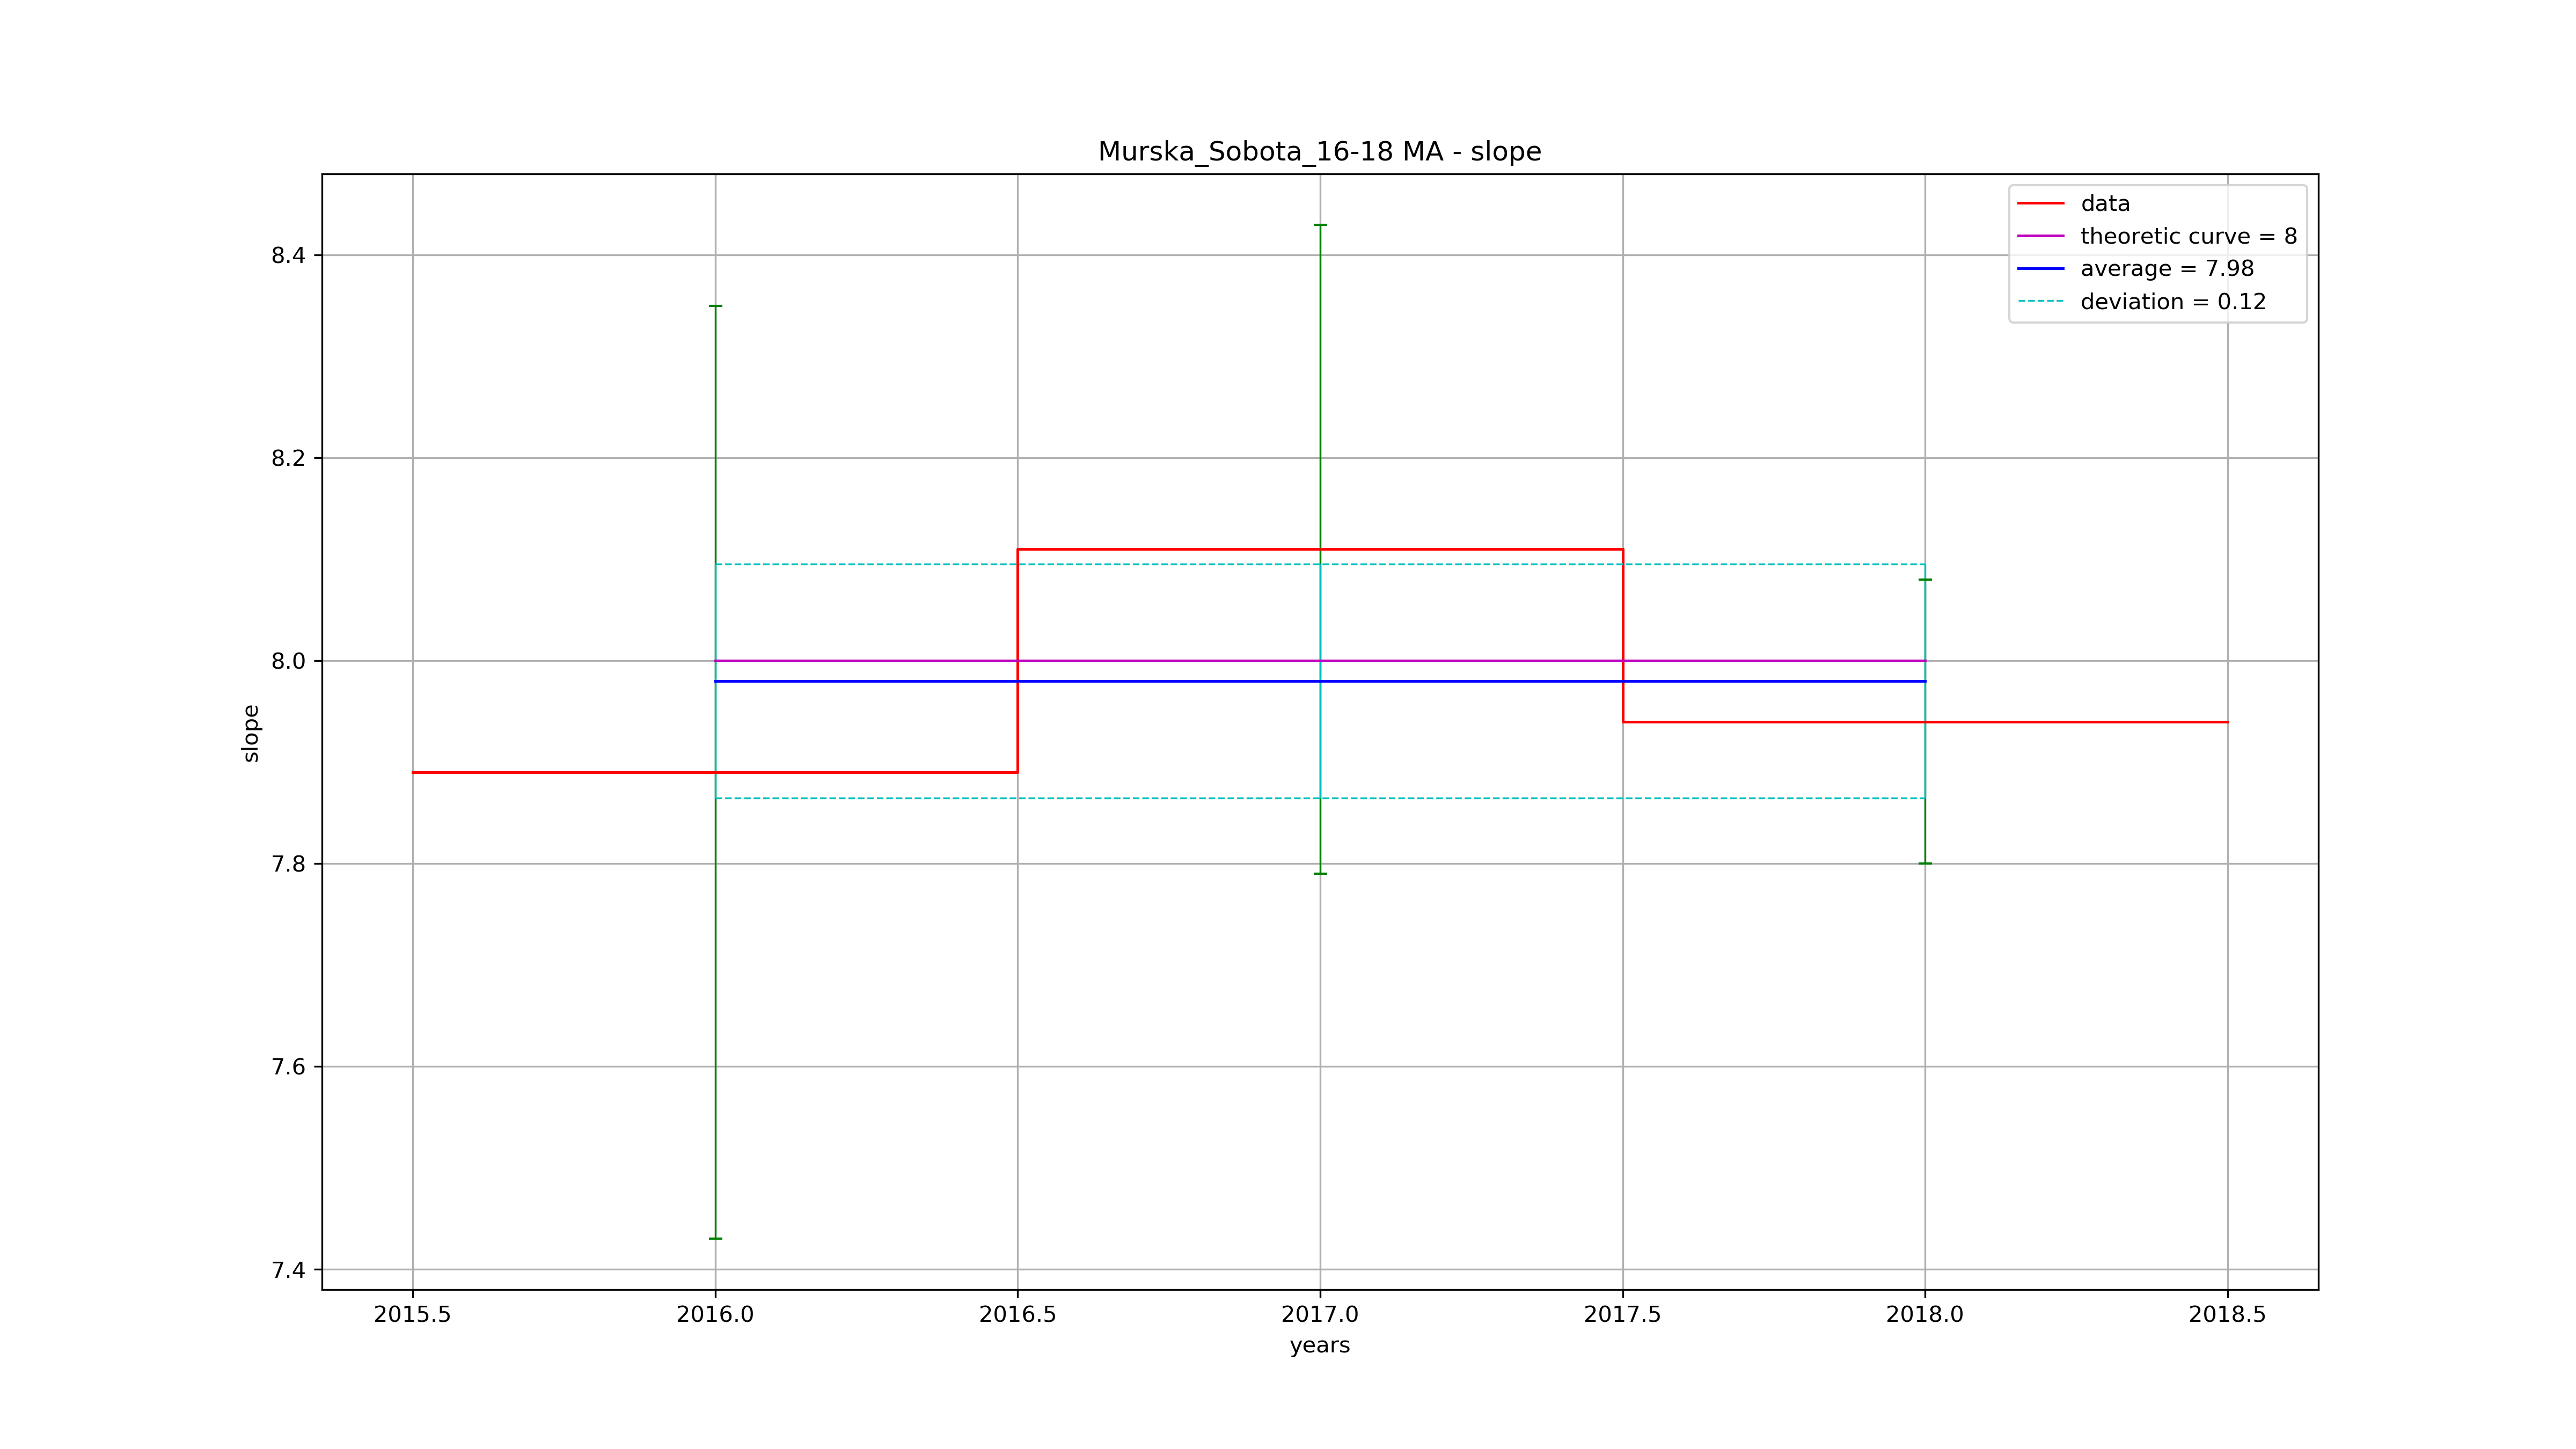 Murska_Sobota_16-18 MA - slope
data
theoretic curve = 8
average = 7.98
deviation = 0.12
8.4
8.2
8.0
7.8
7.6
7.4
slope
2015.5 2016.0 2016.5 2017.0 2017.5 2018.0 2018.5
years